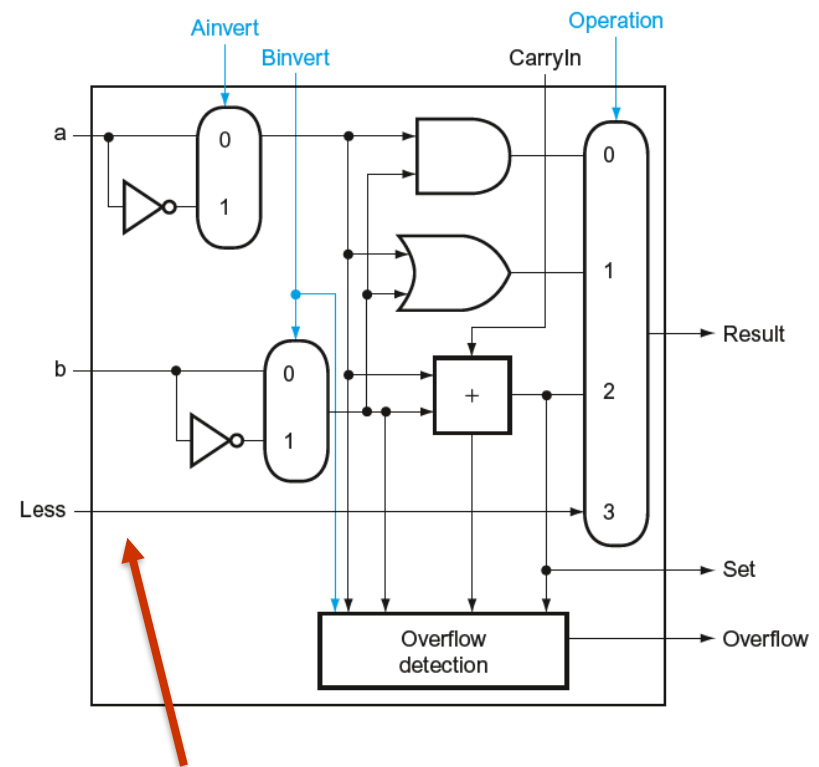 Operation
Ainvert
Binvert
CarryIn
a
0
0
1
1
Result
b
0
+
2
1
Less
3
Set
Overflow
detection
Overflow